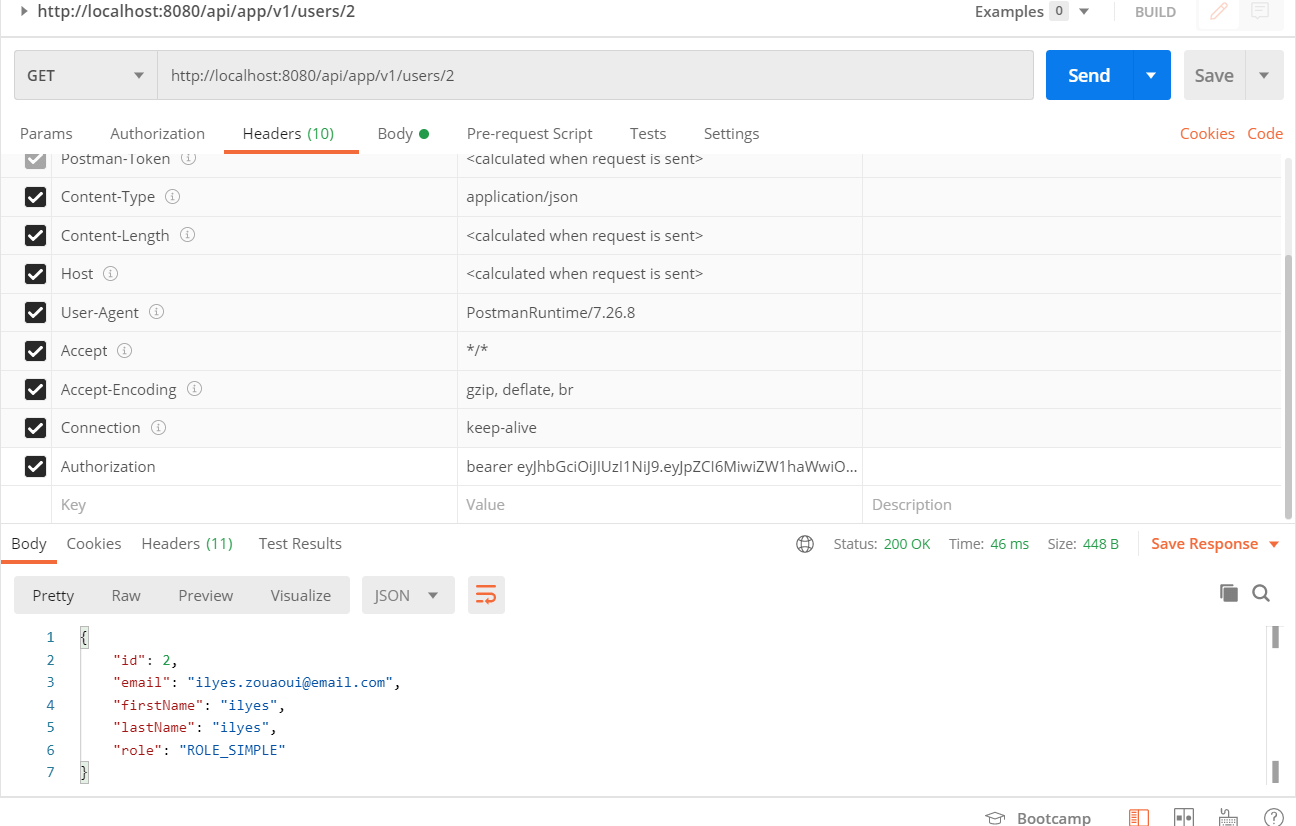 http://localhost:8080/api/app/v1/users/2 Examples 0 BUILD
GET http://localhost:8080/api/app/v1/users/2 Send Save
Params Authorization Headers (10) Body Pre-request Script Tests Settings Cookies Code
Postman-Token <calculated when request is sent>
Content-Type application/json
Content-Length <calculated when request is sent>
Host <calculated when request is sent>
User-Agent PostmanRuntime/7.26.8
Accept */*
Accept-Encoding gzip, deflate, br
Connection keep-alive
Authorization bearer eyJhbGciOiJIUzI1NiJ9.eyJpZCI6MiwiZW1haWwiO...
Key Value Description
Body Cookies Headers (11) Test Results Status: 200 OK Time: 46 ms Size: 448 B Save Response
Pretty Raw Preview Visualize JSON
1 {
2 "id": 2,
3 "email": "ilyes.zouaoui@email.com",
4 "firstName": "ilyes",
5 "lastName": "ilyes",
6 "role": "ROLE_SIMPLE"
7 }
Bootcamp